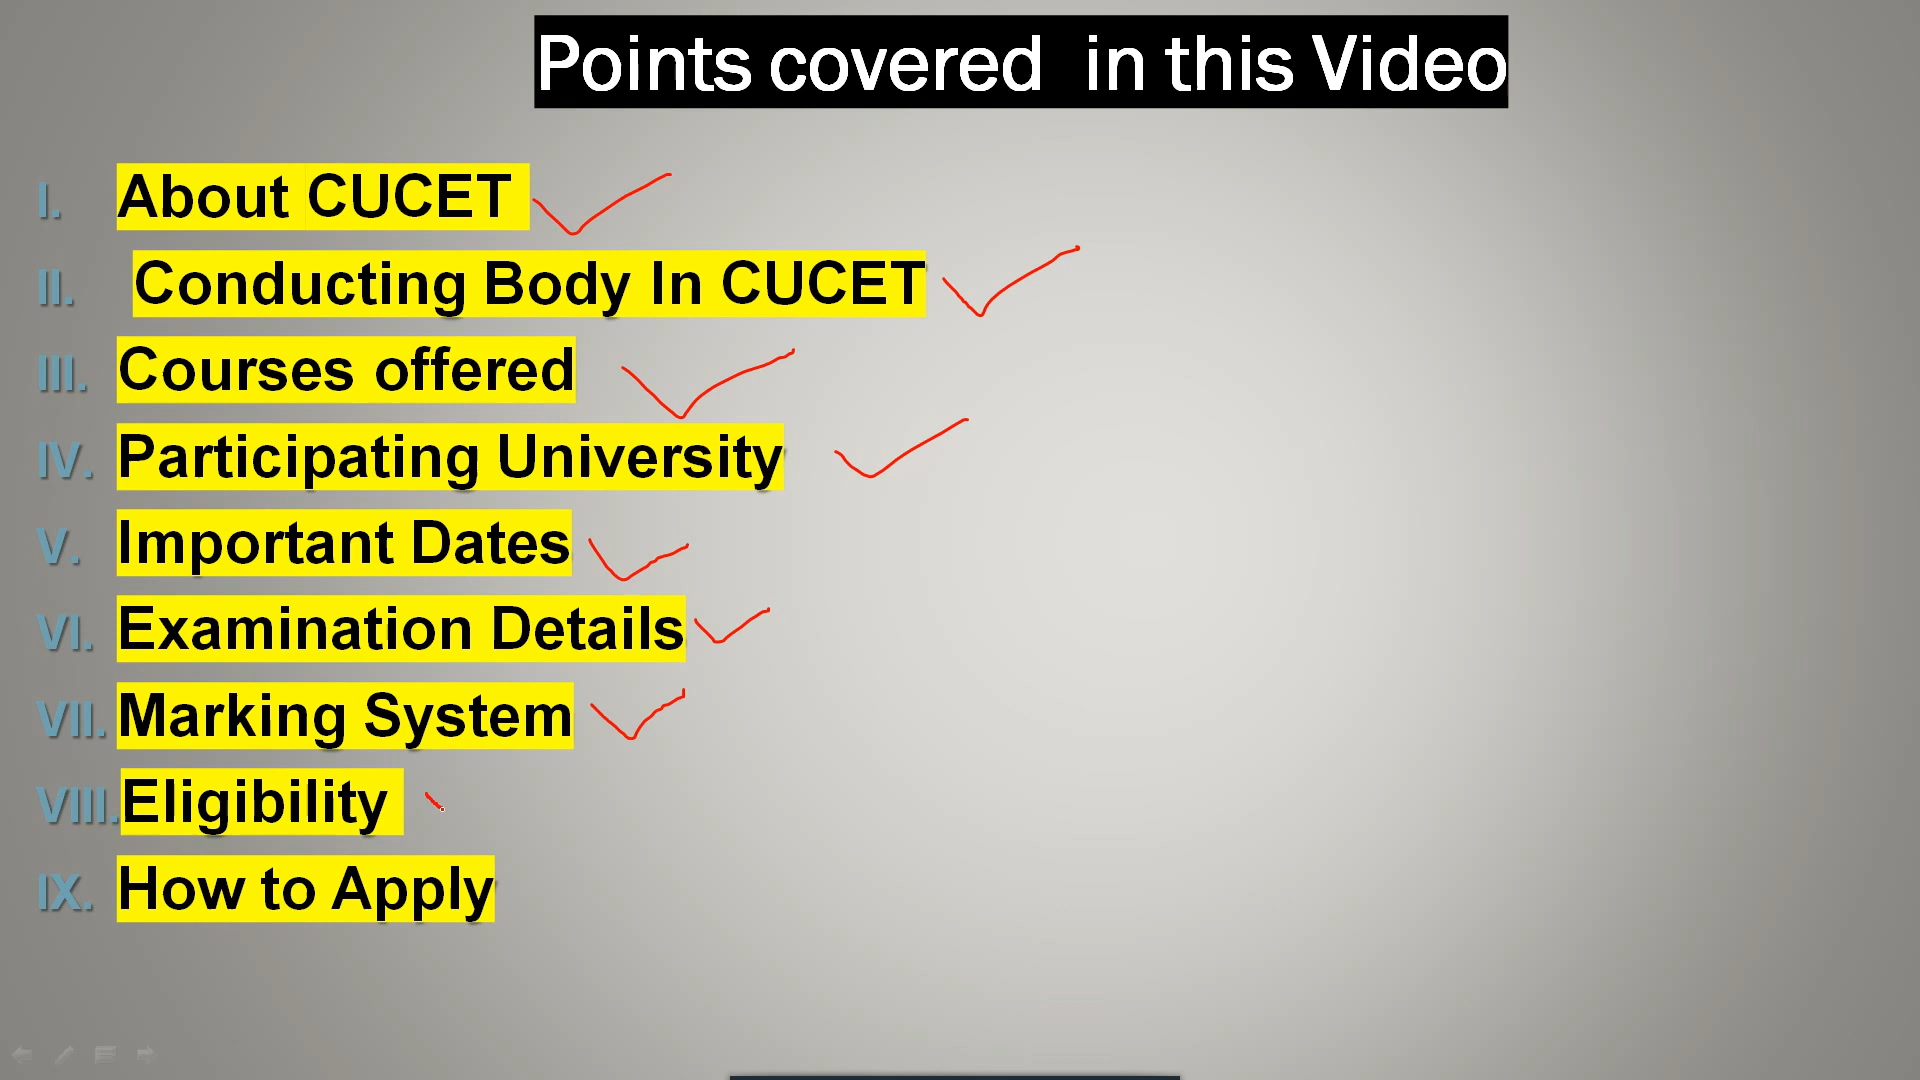 Points covered in this Video
I. About CUCET
II. Conducting Body In CUCET
III. Courses offered
IV. Participating University
V. Important Dates
VI. Examination Details
VII. Marking System
VIII. Eligibility
IX. How to Apply